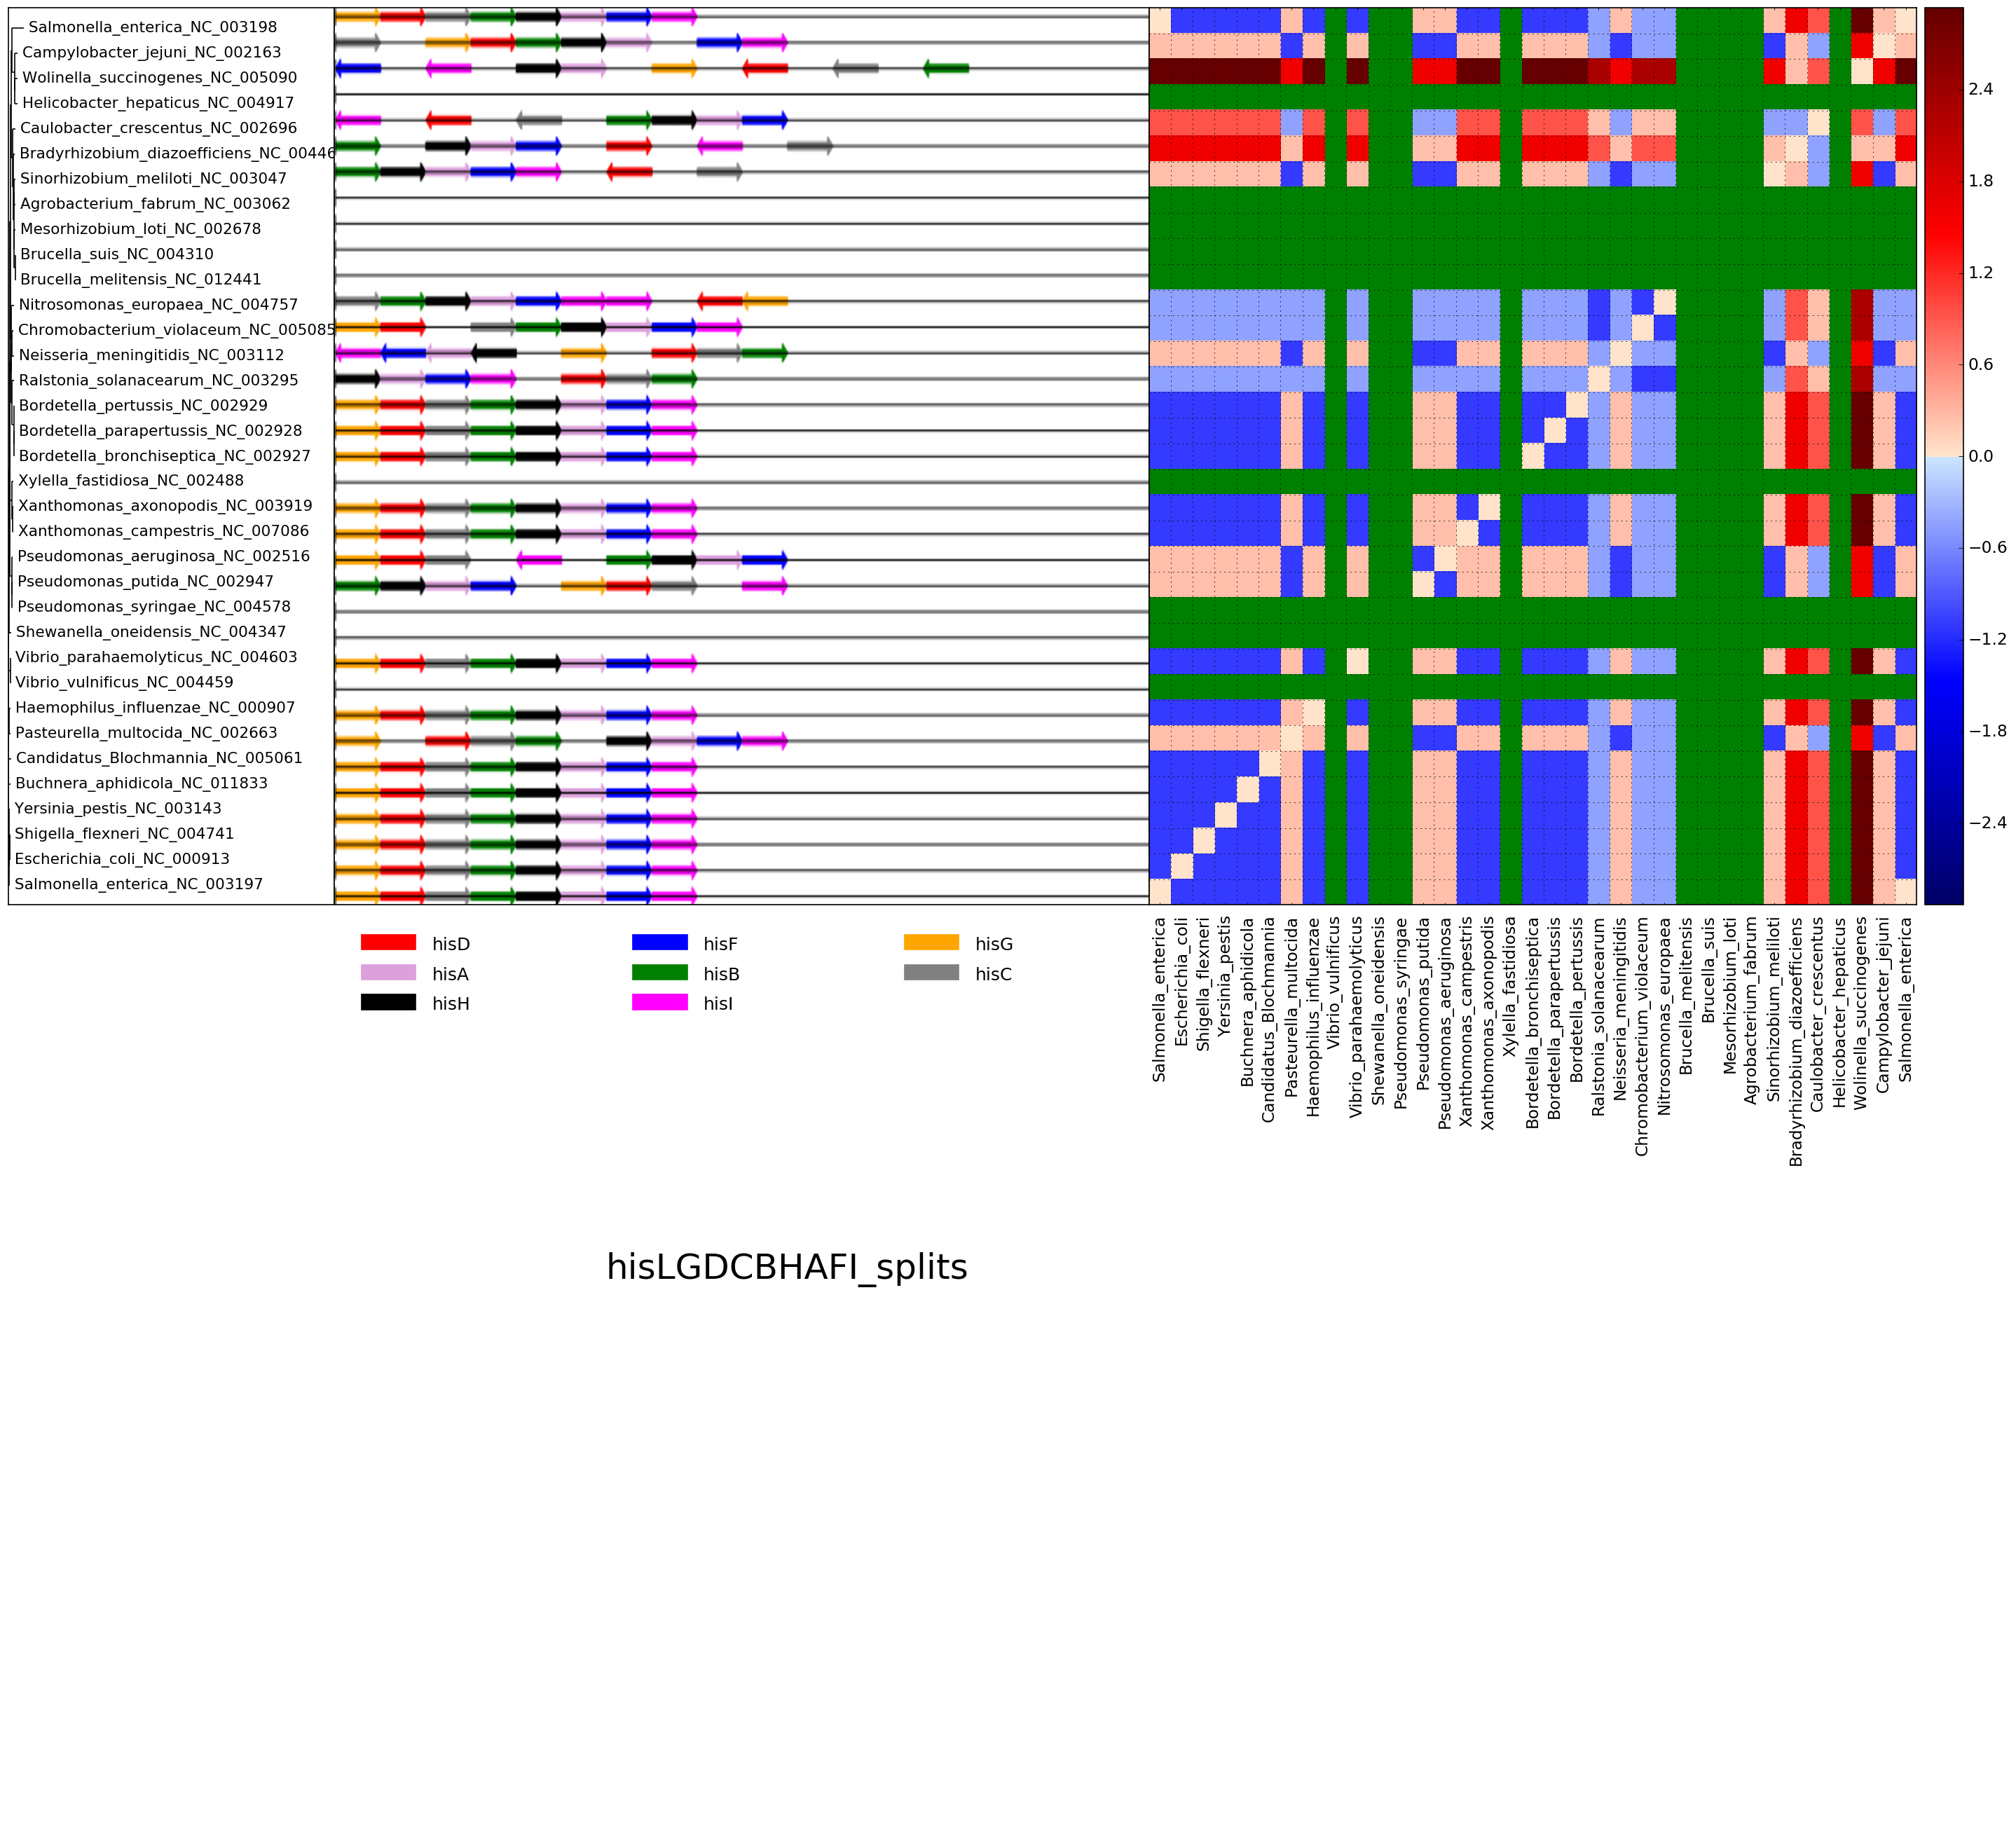 Salmonella_enterica_NC_003198
Campylobacter_jejuni_NC_002163
Wolinella_succinogenes_NC_005090
Helicobacter_hepaticus_NC_004917
Caulobacter_crescentus_NC_002696
Bradyrhizobium_diazoefficiens_NC_00446
Sinorhizobium_meliloti_NC_003047
Agrobacterium_fabrum_NC_003062
Mesorhizobium_loti_NC_002678
Brucella_suis_NC_004310
Brucella_melitensis_NC_012441
Nitrosomonas_europaea_NC_004757
Chromobacterium_violaceum_NC_005085
Neisseria_meningitidis_NC_003112
Ralstonia_solanacearum_NC_003295
Bordetella_pertussis_NC_002929
Bordetella_parapertussis_NC_002928
Bordetella_bronchiseptica_NC_002927
Xylella_fastidiosa_NC_002488
Xanthomonas_axonopodis_NC_003919
Xanthomonas_campestris_NC_007086
Pseudomonas_aeruginosa_NC_002516
Pseudomonas_putida_NC_002947
Pseudomonas_syringae_NC_004578
Shewanella_oneidensis_NC_004347
Vibrio_parahaemolyticus_NC_004603
Vibrio_vulnificus_NC_004459
Haemophilus_influenzae_NC_000907
Pasteurella_multocida_NC_002663
Candidatus_Blochmannia_NC_005061
Buchnera_aphidicola_NC_011833
Yersinia_pestis_NC_003143
Shigella_flexneri_NC_004741
Escherichia_coli_NC_000913
Salmonella_enterica_NC_003197
2.4
1.8
1.2
0.6
0.0
−0.6
−1.2
−1.8
−2.4
Salmonella_enterica
Escherichia_coli
Shigella_flexneri
Yersinia_pestis
Buchnera_aphidicola
Candidatus_Blochmannia
Pasteurella_multocida
Haemophilus_influenzae
Vibrio_vulnificus
Vibrio_parahaemolyticus
Shewanella_oneidensis
Pseudomonas_syringae
Pseudomonas_putida
Pseudomonas_aeruginosa
Xanthomonas_campestris
Xanthomonas_axonopodis
Xylella_fastidiosa
Bordetella_bronchiseptica
Bordetella_parapertussis
Bordetella_pertussis
Ralstonia_solanacearum
Neisseria_meningitidis
Chromobacterium_violaceum
Nitrosomonas_europaea
Brucella_melitensis
Brucella_suis
Mesorhizobium_loti
Agrobacterium_fabrum
Sinorhizobium_meliloti
Bradyrhizobium_diazoefficiens
Caulobacter_crescentus
Helicobacter_hepaticus
Wolinella_succinogenes
Campylobacter_jejuni
Salmonella_enterica
hisD
hisA
hisH
hisF
hisB
hisI
hisG
hisC
hisLGDCBHAFI_splits